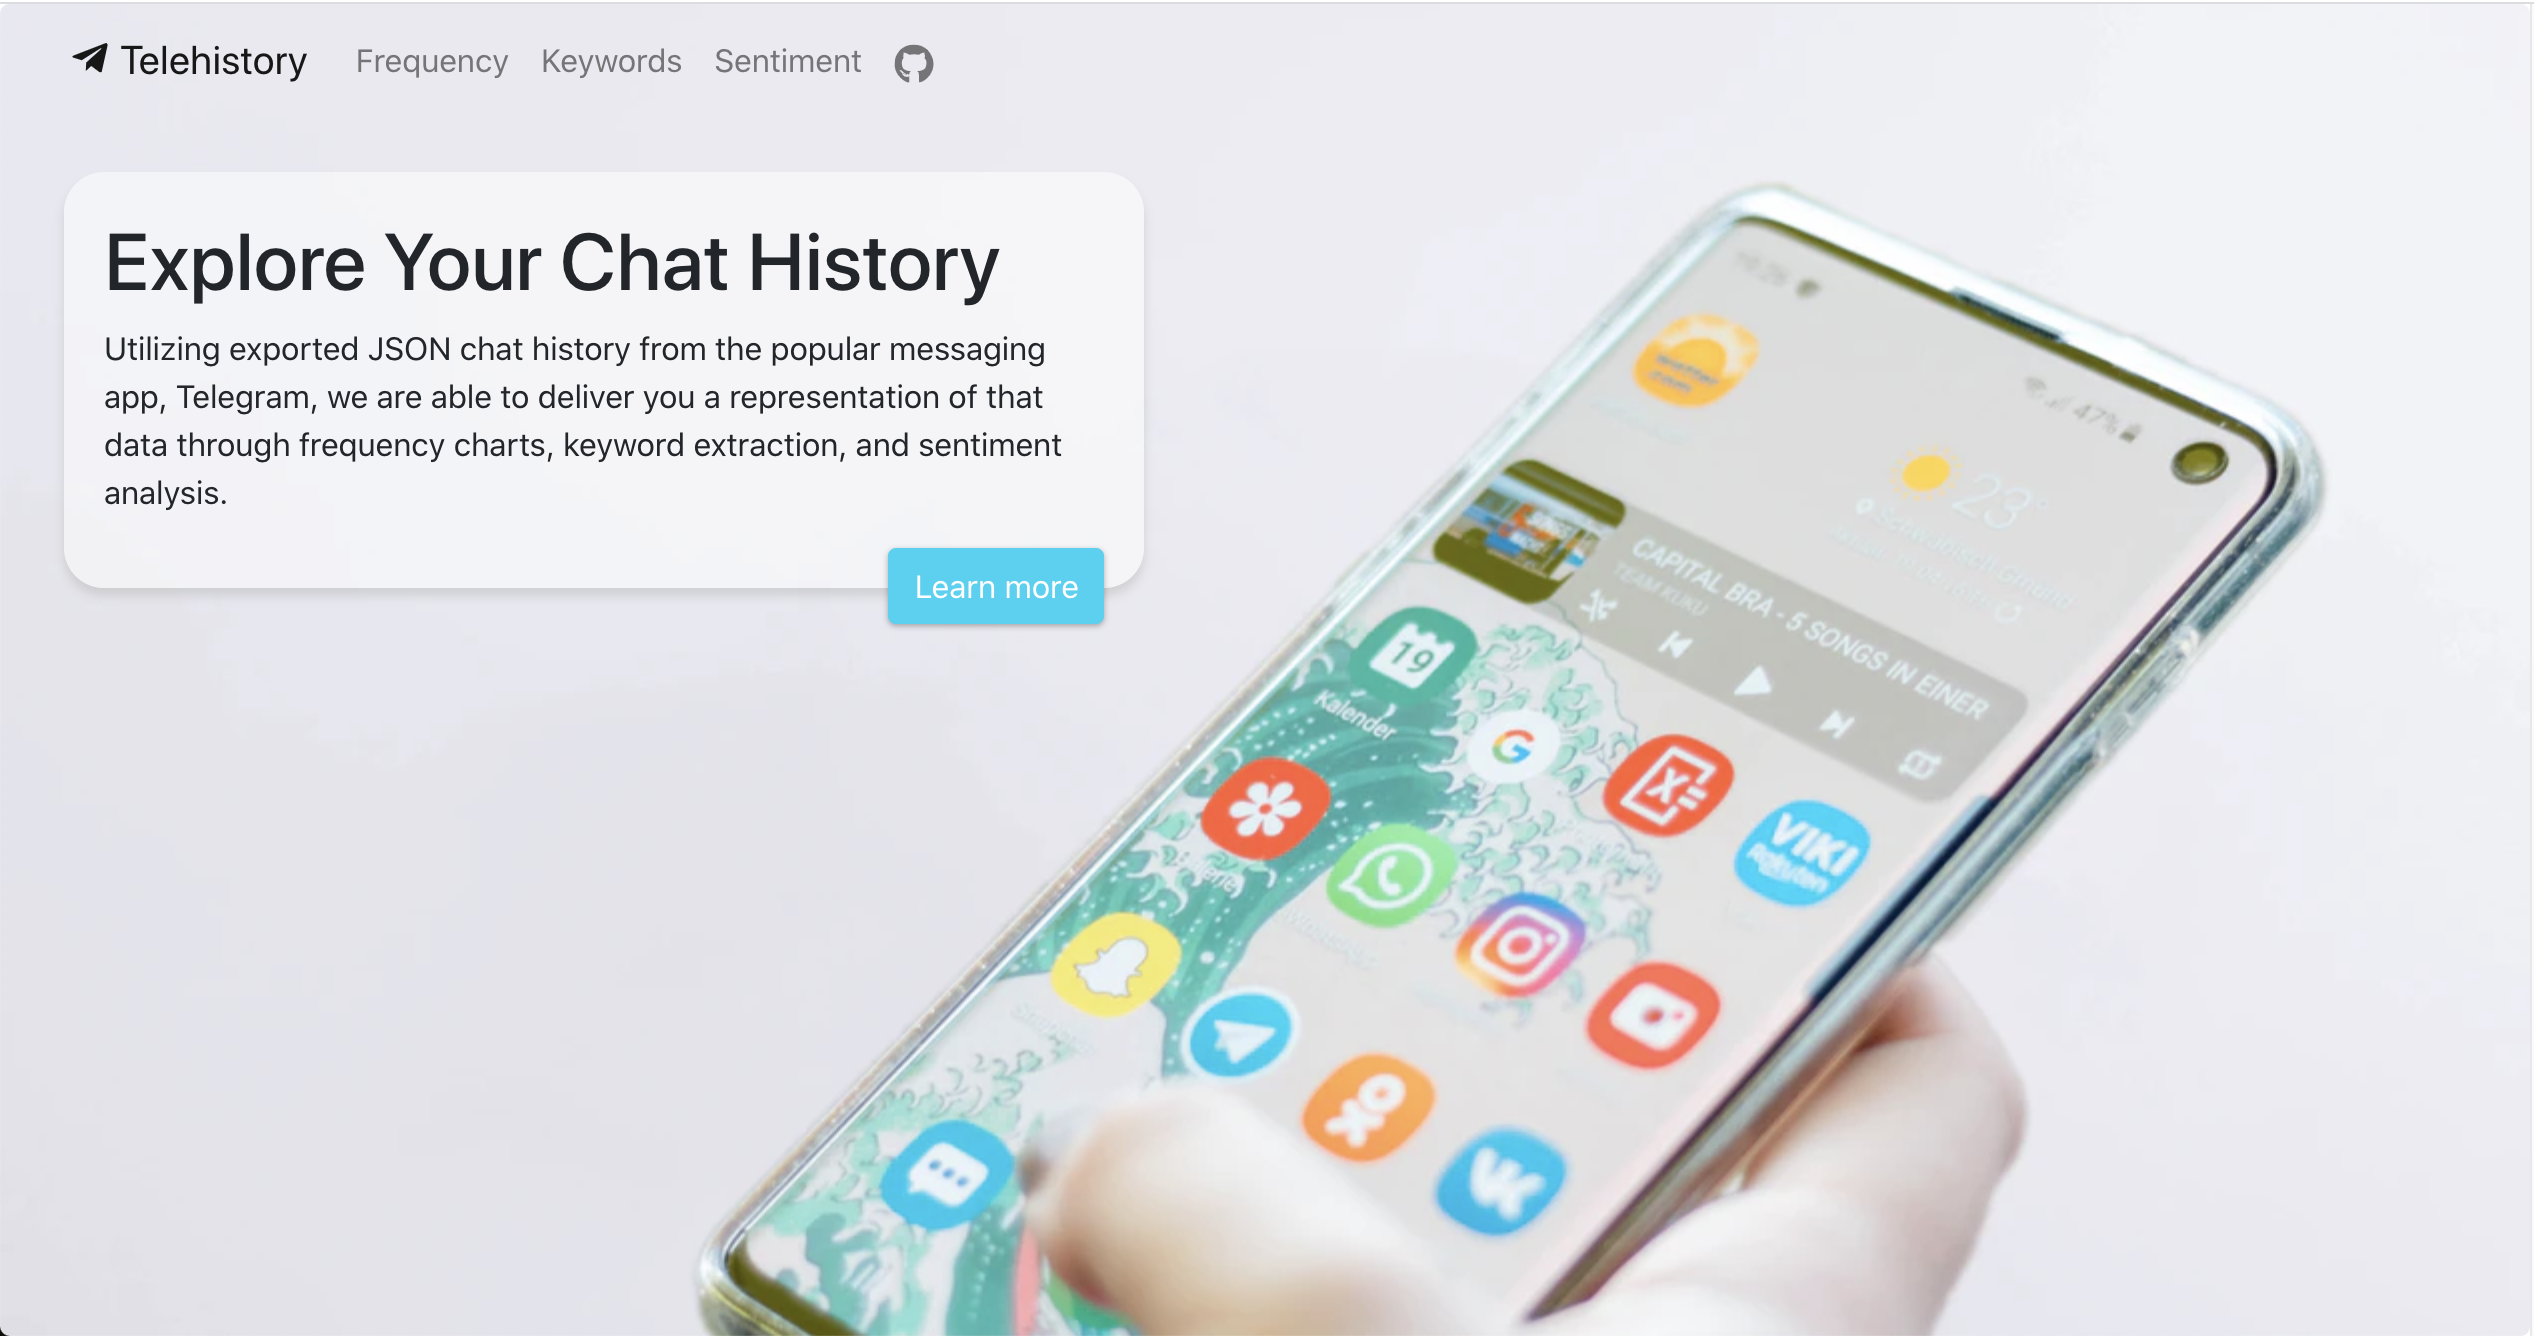 Telehistory Frequency Keywords Sentiment
Explore Your Chat History
Utilizing exported JSON chat history from the popular messaging
app, Telegram, we are able to deliver you a representation of that
data through frequency charts, keyword extraction, and sentiment
analysis.
Learn more
47%
23°
CAPITAL BRA - 5 SONGS IN EINER
TEAM KUKU
19
Kalender
G
X=
VIKI
Rakuten
VK